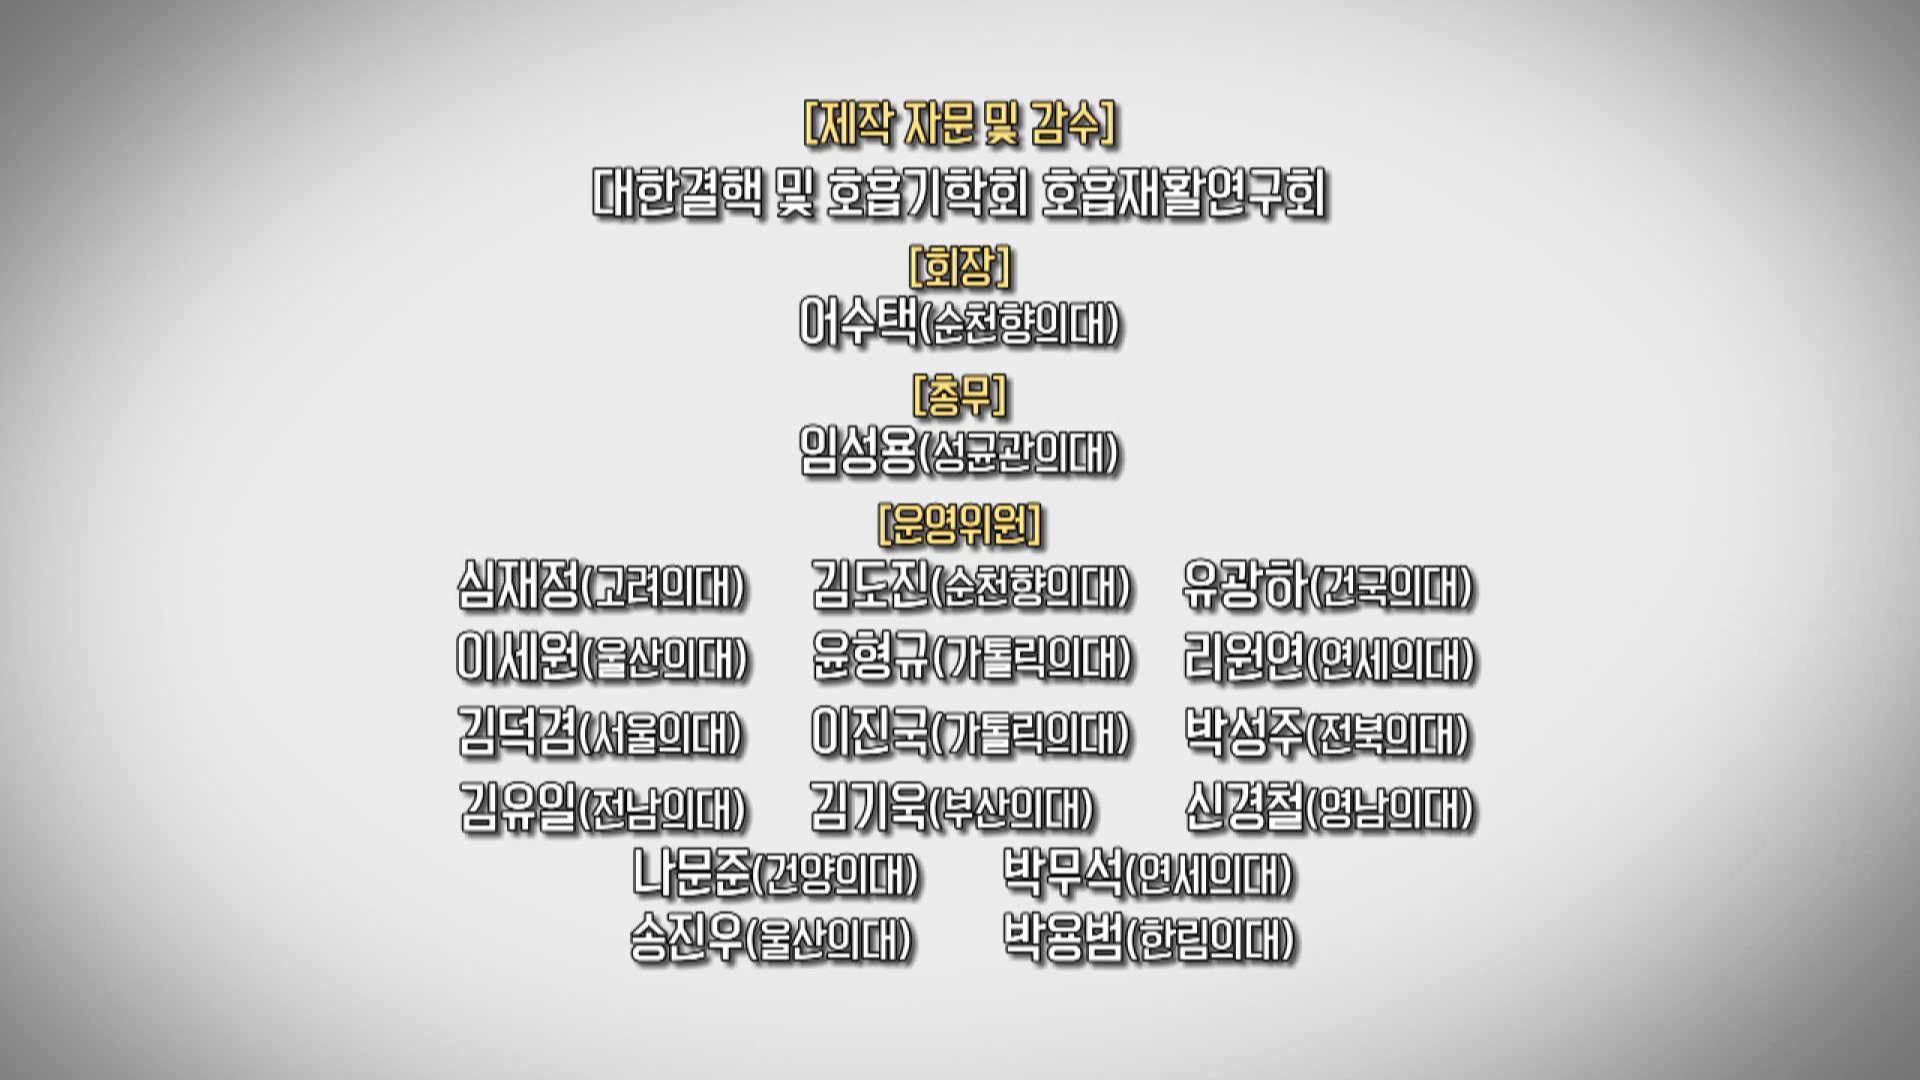 [제작 자문 및 감수]
대한결핵 및 호흡기학회 호흡재활연구회
[회장]
어수택(순천향의대)
[총무]
임성용(성균관의대)
[운영위원]
심재정(고려의대) 김도진(순천향의대) 유광하(건국의대)
이세원(울산의대) 윤형규(가톨릭의대) 리원연(연세의대)
김덕겸(서울의대) 이진국(가톨릭의대) 박성주(전북의대)
김유일(전남의대) 김기욱(부산의대) 신경철(영남의대)
나문준(건양의대) 박무석(연세의대)
송진우(울산의대) 박용범(한림의대)